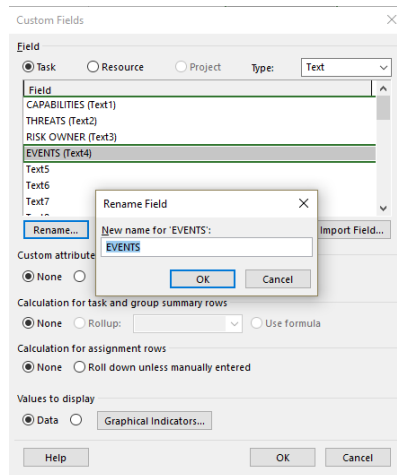 Custom Fields
Field
Task Resource Project Type: Text
Field
CAPABILITIES (Text1)
THREATS (Text2)
RISK OWNER (Text3)
EVENTS (Text4)
Text5
Text6
Text7
Rename Field
New name for 'EVENTS':
EVENTS
OK Cancel
Rename... Import Field...
Custom attribute
None
Calculation for task and group summary rows
None Rollup: Use formula
Calculation for assignment rows
None Roll down unless manually entered
Values to display
Data Graphical Indicators...
Help OK Cancel